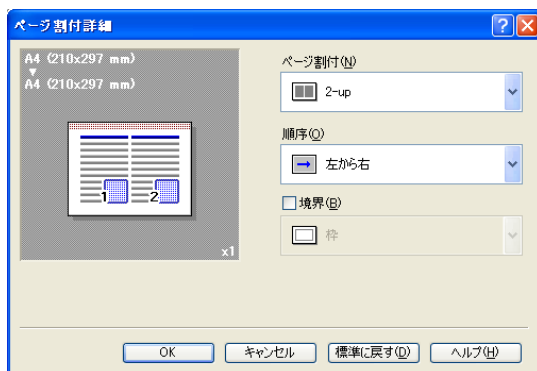 ページ割付詳細
A4 (210x297 mm)
A4 (210x297 mm)
1 2
x1
ページ割付(N)
2-up
順序(O)
左から右
境界(B)
枠
OK キャンセル 標準に戻す(D) ヘルプ(H)